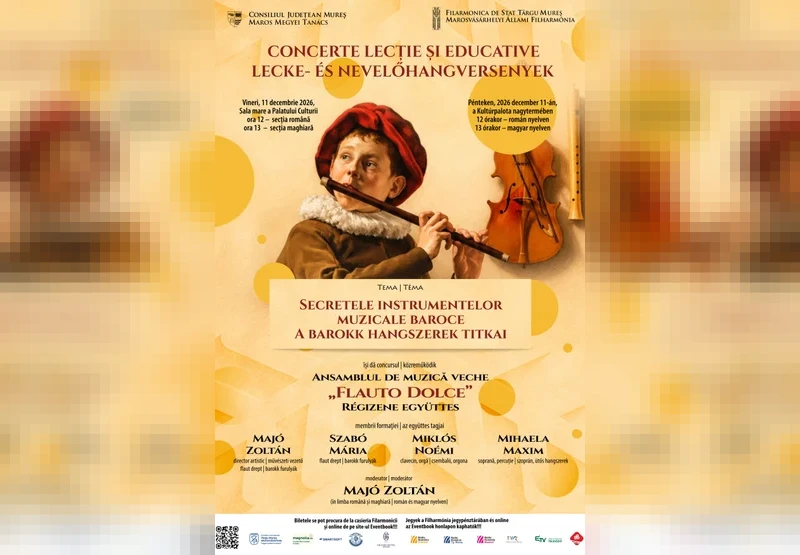 Consiliul Județean Mureș
Maros Megyei Tanács
Filarmonica de Stat Târgu Mureș
Marosvásárhelyi Állami Filharmónia
CONCERTE LECȚIE ȘI EDUCATIVE
LECKE- ÉS NEVELŐHANGVERSENYEK
Vineri, 11 decembrie 2026,
Sala mare a Palatului Culturii
ora 12 – secția română
ora 13 – secția maghiară
Pénteken, 2026 december 11-án,
a Kultúrpalota nagytermében
12 órakor – román nyelven
13 órakor – magyar nyelven
Tema | Téma
Secretele instrumentelor
muzicale baroce
A barokk hangszerek titkai
își dă concursul | közreműködik
Ansamblul de muzică veche
„Flauto Dolce”
Régizene együttes
membrii formației | az együttes tagjai
Majó
Zoltán
director artistic | művészeti vezető
flaut drept | barokk furulyák
Szabó
Mária
flaut drept | barokk furulyák
Miklós
Noémi
clavecin, orgă | csembaló, orgona
Mihaela
Maxim
soprană, percuție | szoprán, ütős hangszerek
moderator | moderátor
Majó Zoltán
(în limba română și maghiară | román és magyar nyelven)
Biletele se pot procura de la casieria Filarmonicii
și online de pe site-ul Eventbook!!!
Jegyek a Filharmónia jegypénztárában és online
az Eventbook honlapon kaphatók!!!